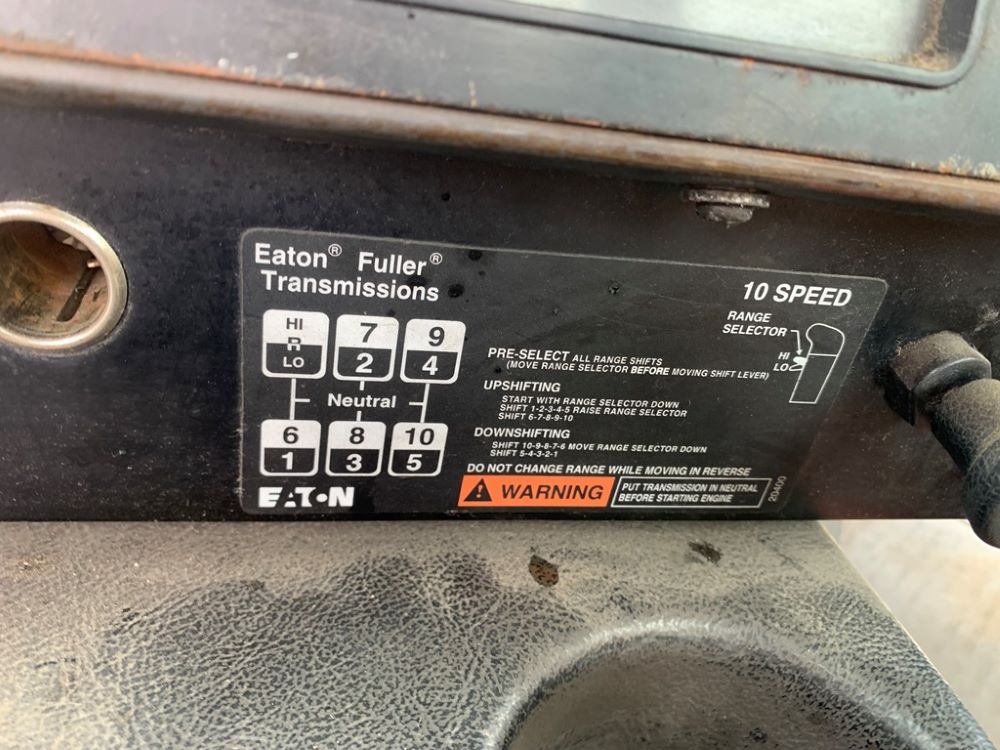 Eaton® Fuller®
Transmissions
10 SPEED
RANGE
SELECTOR
HI
LO
HI
R
LO
7
2
9
4
Neutral
6
1
8
3
10
5
PRE-SELECT ALL RANGE SHIFTS
(MOVE RANGE SELECTOR BEFORE MOVING SHIFT LEVER)
UPSHIFTING
START WITH RANGE SELECTOR DOWN
SHIFT 1-2-3-4-5 RAISE RANGE SELECTOR
SHIFT 6-7-8-9-10
DOWNSHIFTING
SHIFT 10-9-8-7-6 MOVE RANGE SELECTOR DOWN
SHIFT 5-4-3-2-1
DO NOT CHANGE RANGE WHILE MOVING IN REVERSE
WARNING
PUT TRANSMISSION IN NEUTRAL
BEFORE STARTING ENGINE
20400
EATON